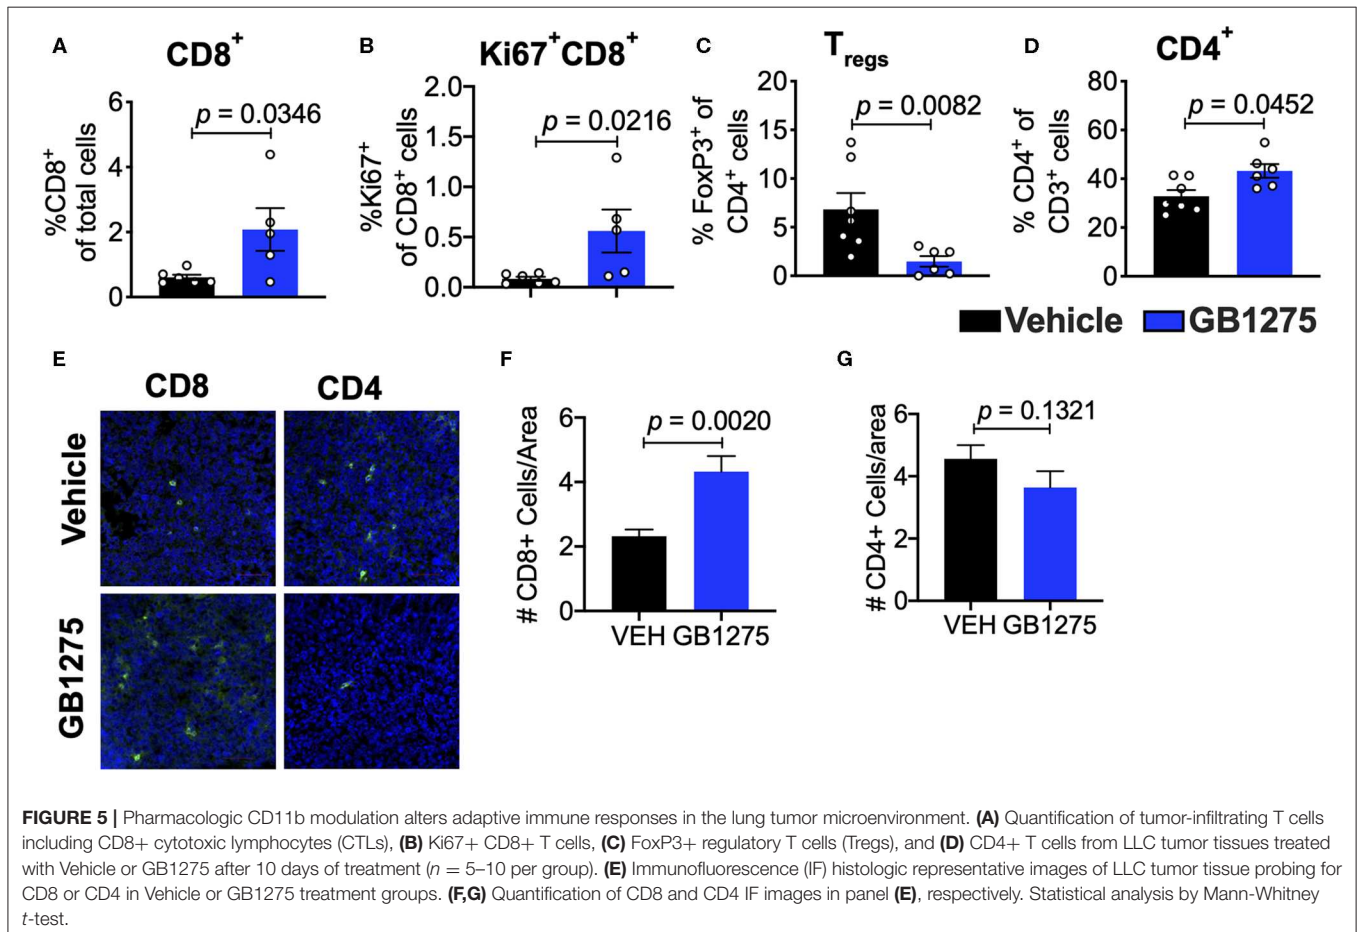 A
CD8+
%CD8+
of total cells
6
4
2
0
p = 0.0346
B
Ki67+CD8+
%Ki67+
of CD8+ cells
2.0
1.5
1.0
0.5
0.0
p = 0.0216
C
Tregs
% FoxP3+ of
CD4+ cells
20
15
10
5
0
p = 0.0082
D
CD4+
% CD4+ of
CD3+ cells
80
60
40
20
0
p = 0.0452
Vehicle GB1275
E
CD8 CD4
Vehicle
GB1275
F
# CD8+ Cells/Area
6
4
2
0
p = 0.0020
VEH GB1275
G
# CD4+ Cells/area
6
4
2
0
p = 0.1321
VEH GB1275
FIGURE 5 | Pharmacologic CD11b modulation alters adaptive immune responses in the lung tumor microenvironment. (A) Quantification of tumor-infiltrating T cells
including CD8+ cytotoxic lymphocytes (CTLs), (B) Ki67+ CD8+ T cells, (C) FoxP3+ regulatory T cells (Tregs), and (D) CD4+ T cells from LLC tumor tissues treated
with Vehicle or GB1275 after 10 days of treatment (n = 5–10 per group). (E) Immunofluorescence (IF) histologic representative images of LLC tumor tissue probing for
CD8 or CD4 in Vehicle or GB1275 treatment groups. (F,G) Quantification of CD8 and CD4 IF images in panel (E), respectively. Statistical analysis by Mann-Whitney
t-test.